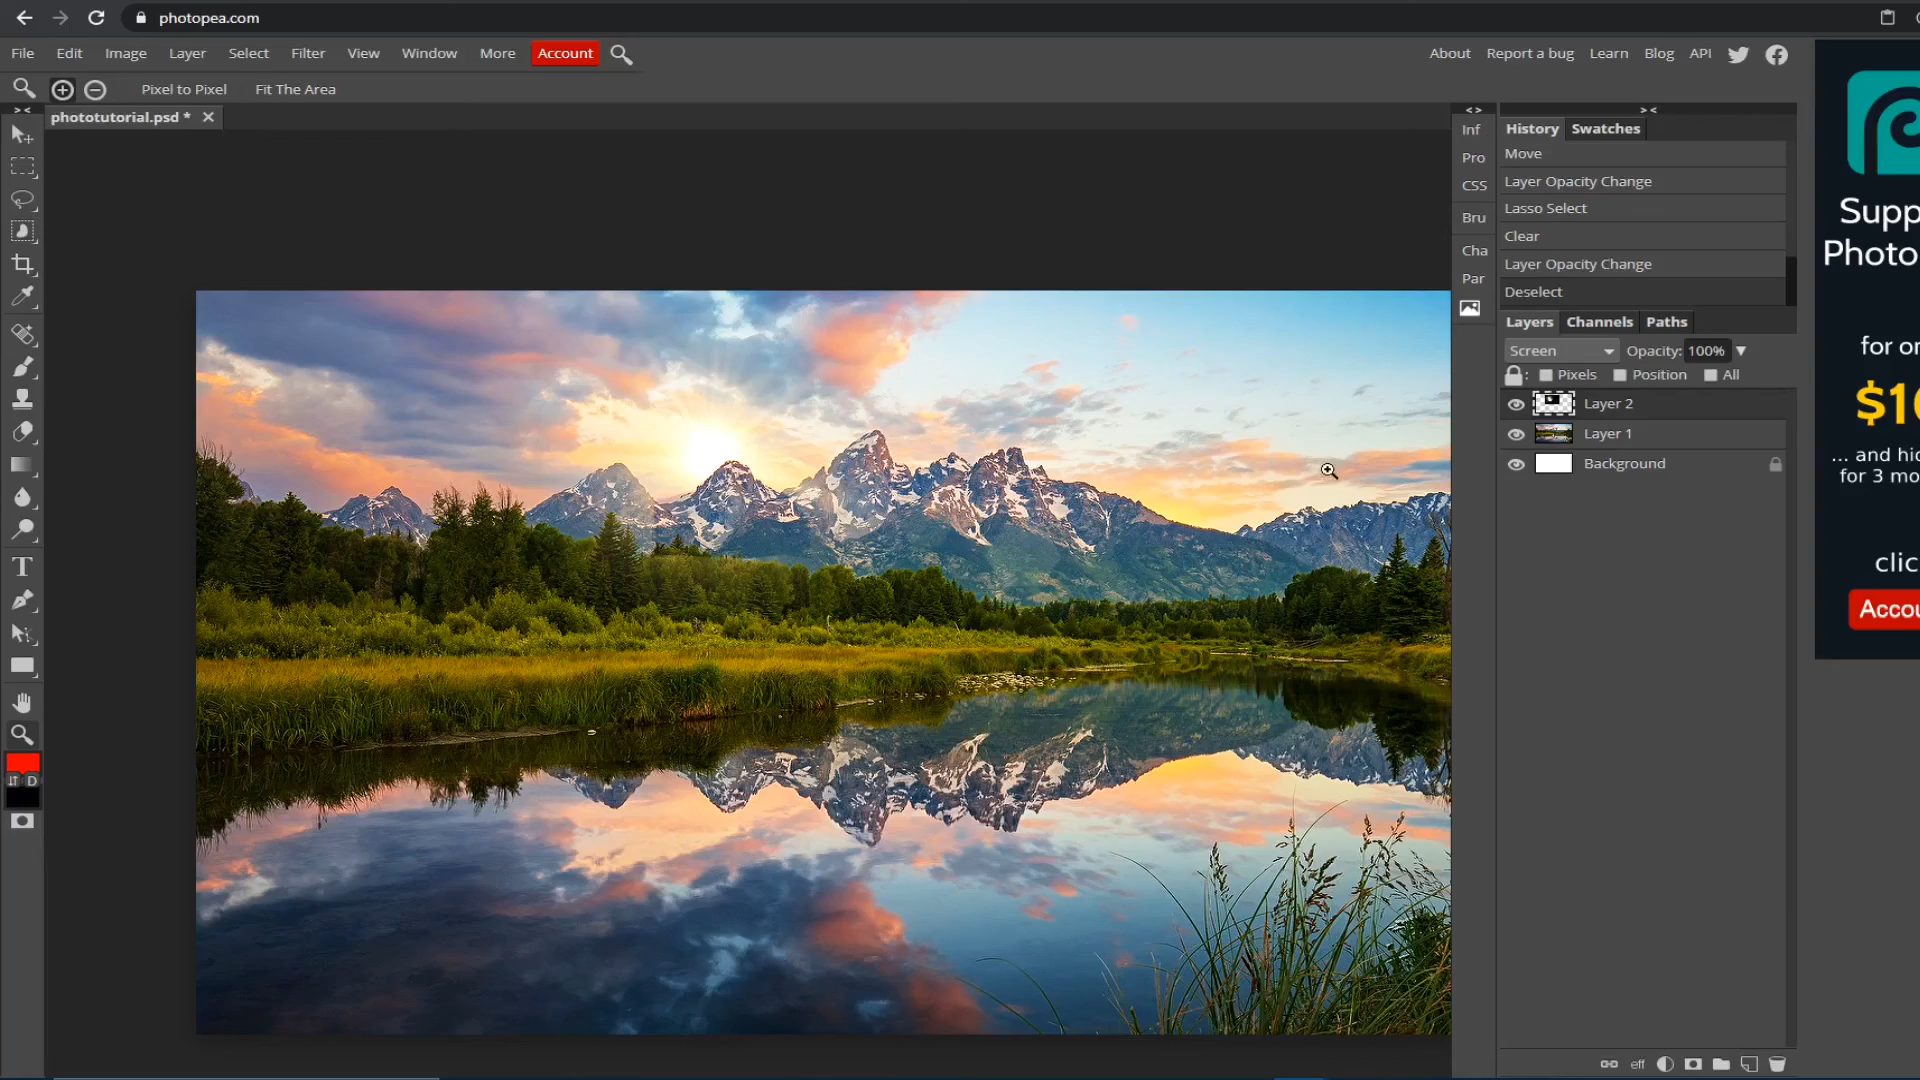 photopea.com
File Edit Image Layer Select Filter View Window More Account
About Report a bug Learn Blog API
Pixel to Pixel Fit The Area
phototutorial.psd *
Inf
Pro
CSS
Bru
Cha
Par
History Swatches
Move
Layer Opacity Change
Lasso Select
Clear
Layer Opacity Change
Deselect
Layers Channels Paths
Screen Opacity: 100%
: Pixels Position All
Layer 2
Layer 1
Background
eff
T
D
Supp
Photo
for or
$10
... and hic
for 3 mo
clic
Accou